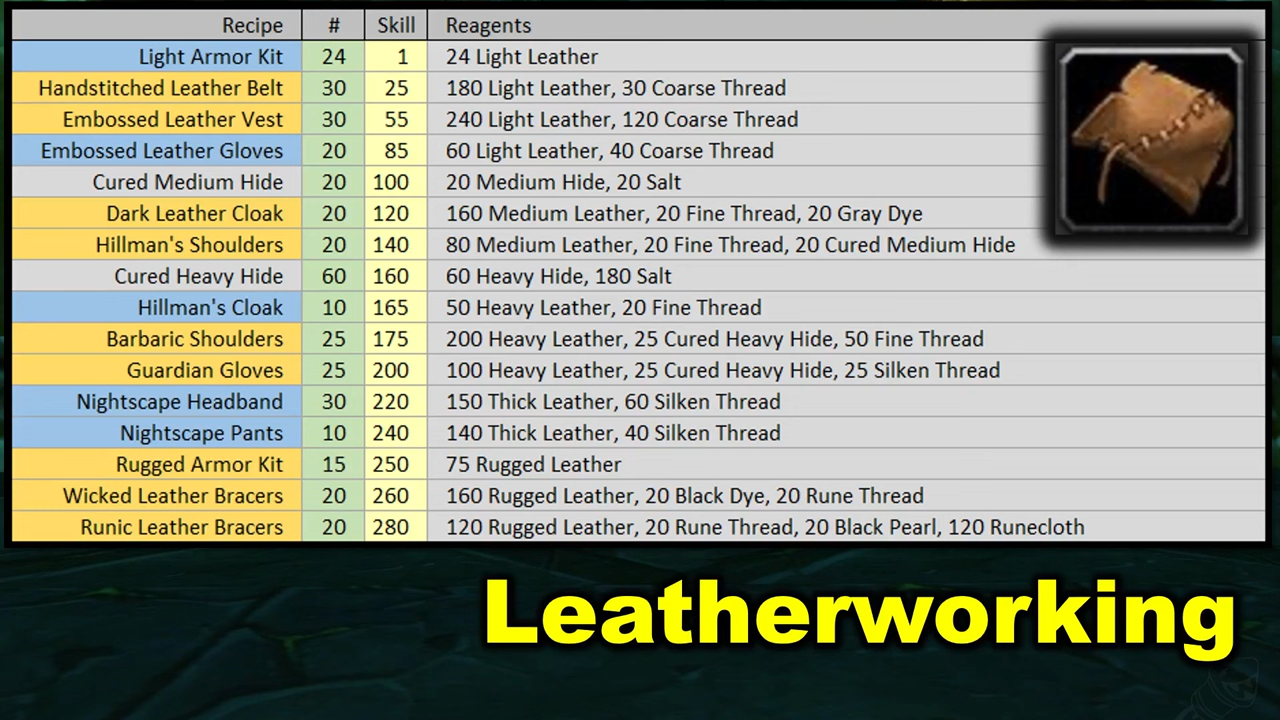 Recipe # Skill Reagents
Light Armor Kit 24 1 24 Light Leather
Handstitched Leather Belt 30 25 180 Light Leather, 30 Coarse Thread
Embossed Leather Vest 30 55 240 Light Leather, 120 Coarse Thread
Embossed Leather Gloves 20 85 60 Light Leather, 40 Coarse Thread
Cured Medium Hide 20 100 20 Medium Hide, 20 Salt
Dark Leather Cloak 20 120 160 Medium Leather, 20 Fine Thread, 20 Gray Dye
Hillman's Shoulders 20 140 80 Medium Leather, 20 Fine Thread, 20 Cured Medium Hide
Cured Heavy Hide 60 160 60 Heavy Hide, 180 Salt
Hillman's Cloak 10 165 50 Heavy Leather, 20 Fine Thread
Barbaric Shoulders 25 175 200 Heavy Leather, 25 Cured Heavy Hide, 50 Fine Thread
Guardian Gloves 25 200 100 Heavy Leather, 25 Cured Heavy Hide, 25 Silken Thread
Nightscape Headband 30 220 150 Thick Leather, 60 Silken Thread
Nightscape Pants 10 240 140 Thick Leather, 40 Silken Thread
Rugged Armor Kit 15 250 75 Rugged Leather
Wicked Leather Bracers 20 260 160 Rugged Leather, 20 Black Dye, 20 Rune Thread
Runic Leather Bracers 20 280 120 Rugged Leather, 20 Rune Thread, 20 Black Pearl, 120 Runecloth
Leatherworking